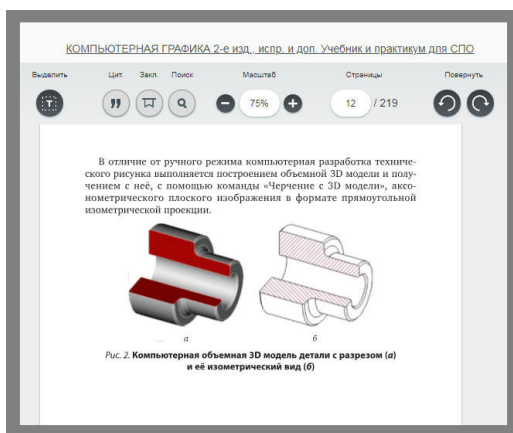 КОМПЬЮТЕРНАЯ ГРАФИКА 2-е изд., испр. и доп. Учебник и практикум для СПО
Выделить Цит. Закл. Поиск Масштаб Страницы Повернуть
T 75% 12 / 219
В отличие от ручного режима компьютерная разработка техниче-
ского рисунка выполняется построением объемной 3D модели и полу-
чением с неё, с помощью команды «Черчение с 3D модели», аксо-
нометрического плоского изображения в формате прямоугольной
изометрической проекции.
а б
Рис. 2. Компьютерная объемная 3D модель детали с разрезом (а)
и её изометрический вид (б)